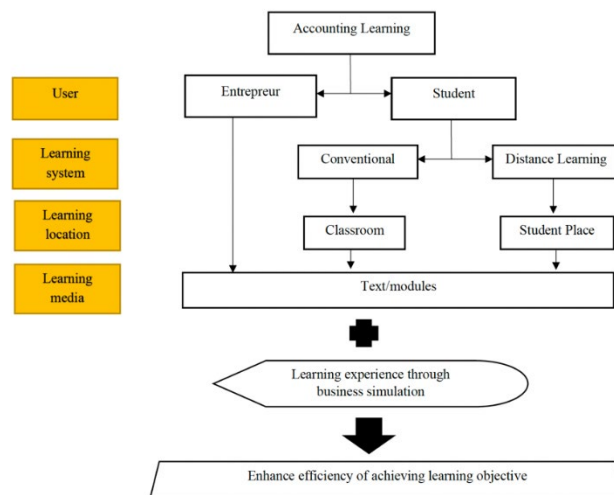 Accounting Learning
User
Entrepreur
Student
Learning
system
Conventional
Distance Learning
Learning
location
Classroom
Student Place
Learning
media
Text/modules
Learning experience through
business simulation
Enhance efficiency of achieving learning objective